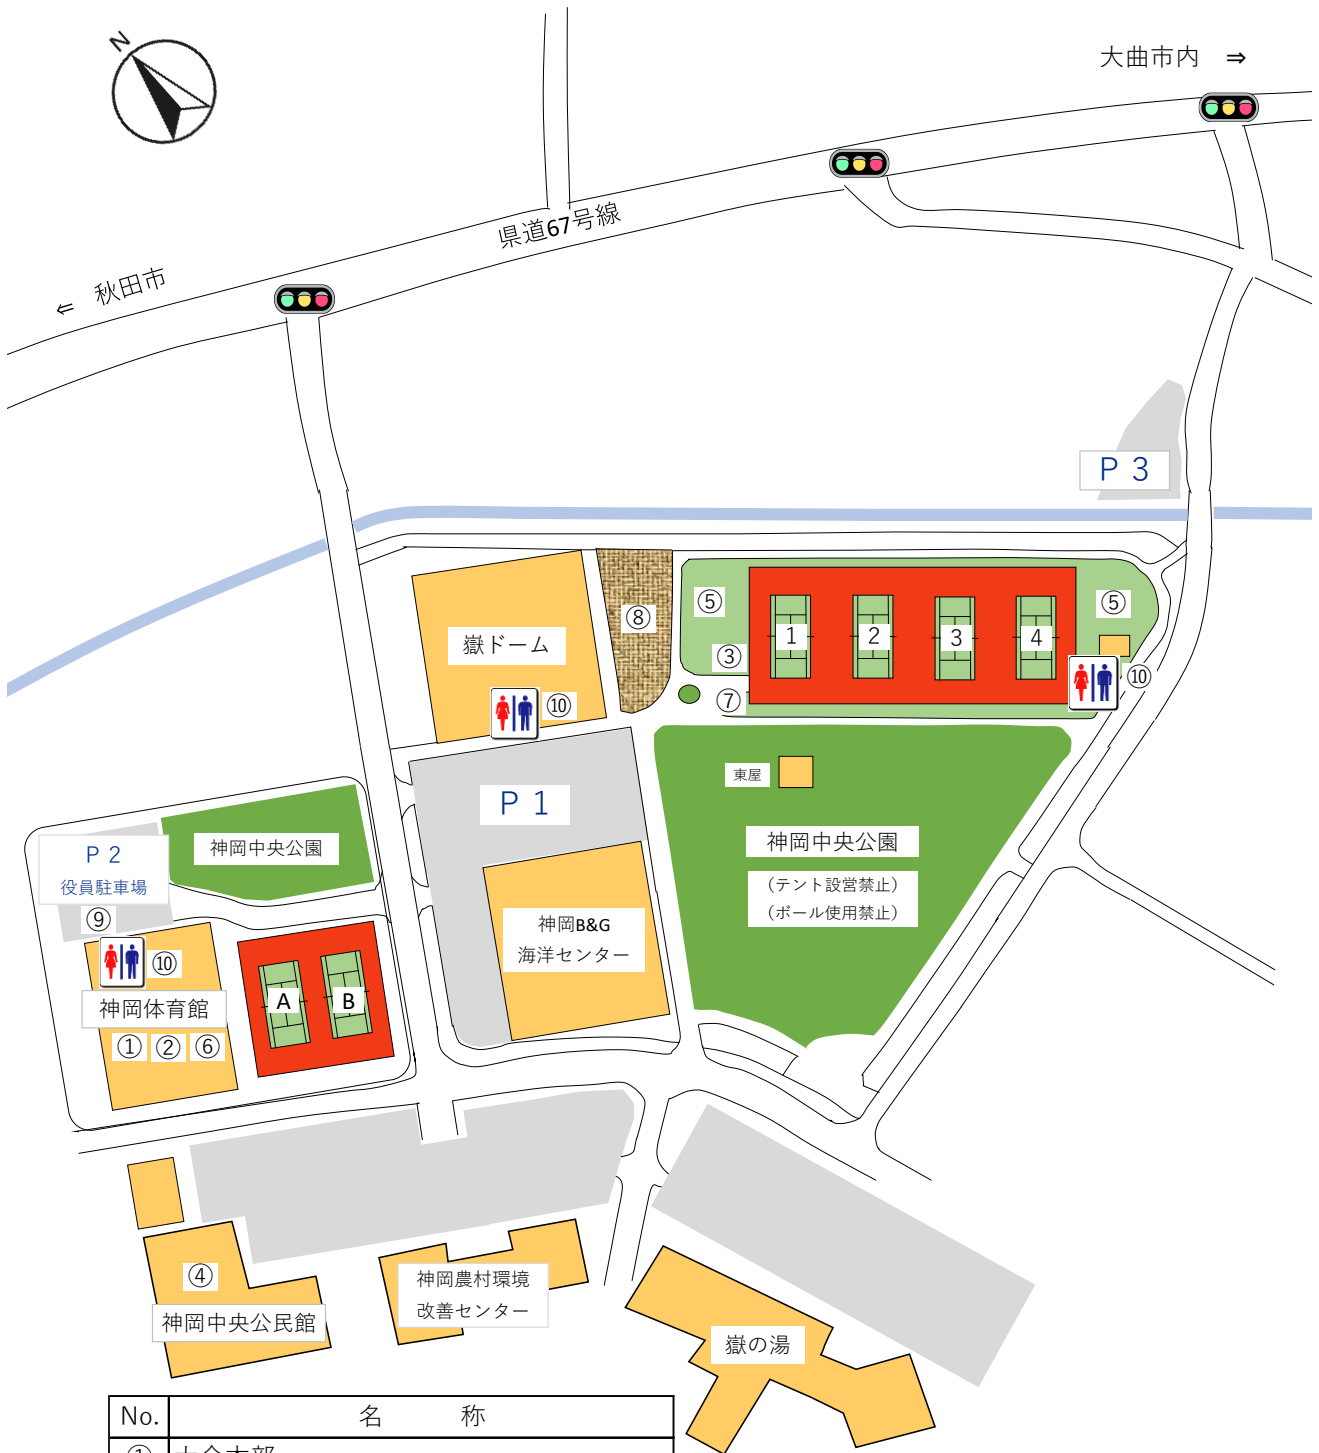 N
大曲市内 ⇒
県道67号線
⇐ 秋田市
P 3
⑤
1
2
3
4
⑤
⑧
嶽ドーム
③
⑩
⑦
⑩
東屋
P 1
神岡中央公園
(テント設営禁止)
(ボール使用禁止)
神岡中央公園
P 2
役員駐車場
⑨
⑩
神岡体育館
① ② ⑥
A
B
神岡B&G
海洋センター
④
神岡中央公民館
神岡農村環境
改善センター
嶽の湯
No.
名 称
① 大会本部